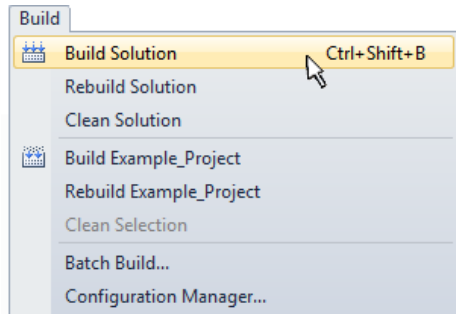 Build
Build Solution Ctrl+Shift+B
Rebuild Solution
Clean Solution
Build Example_Project
Rebuild Example_Project
Clean Selection
Batch Build...
Configuration Manager...